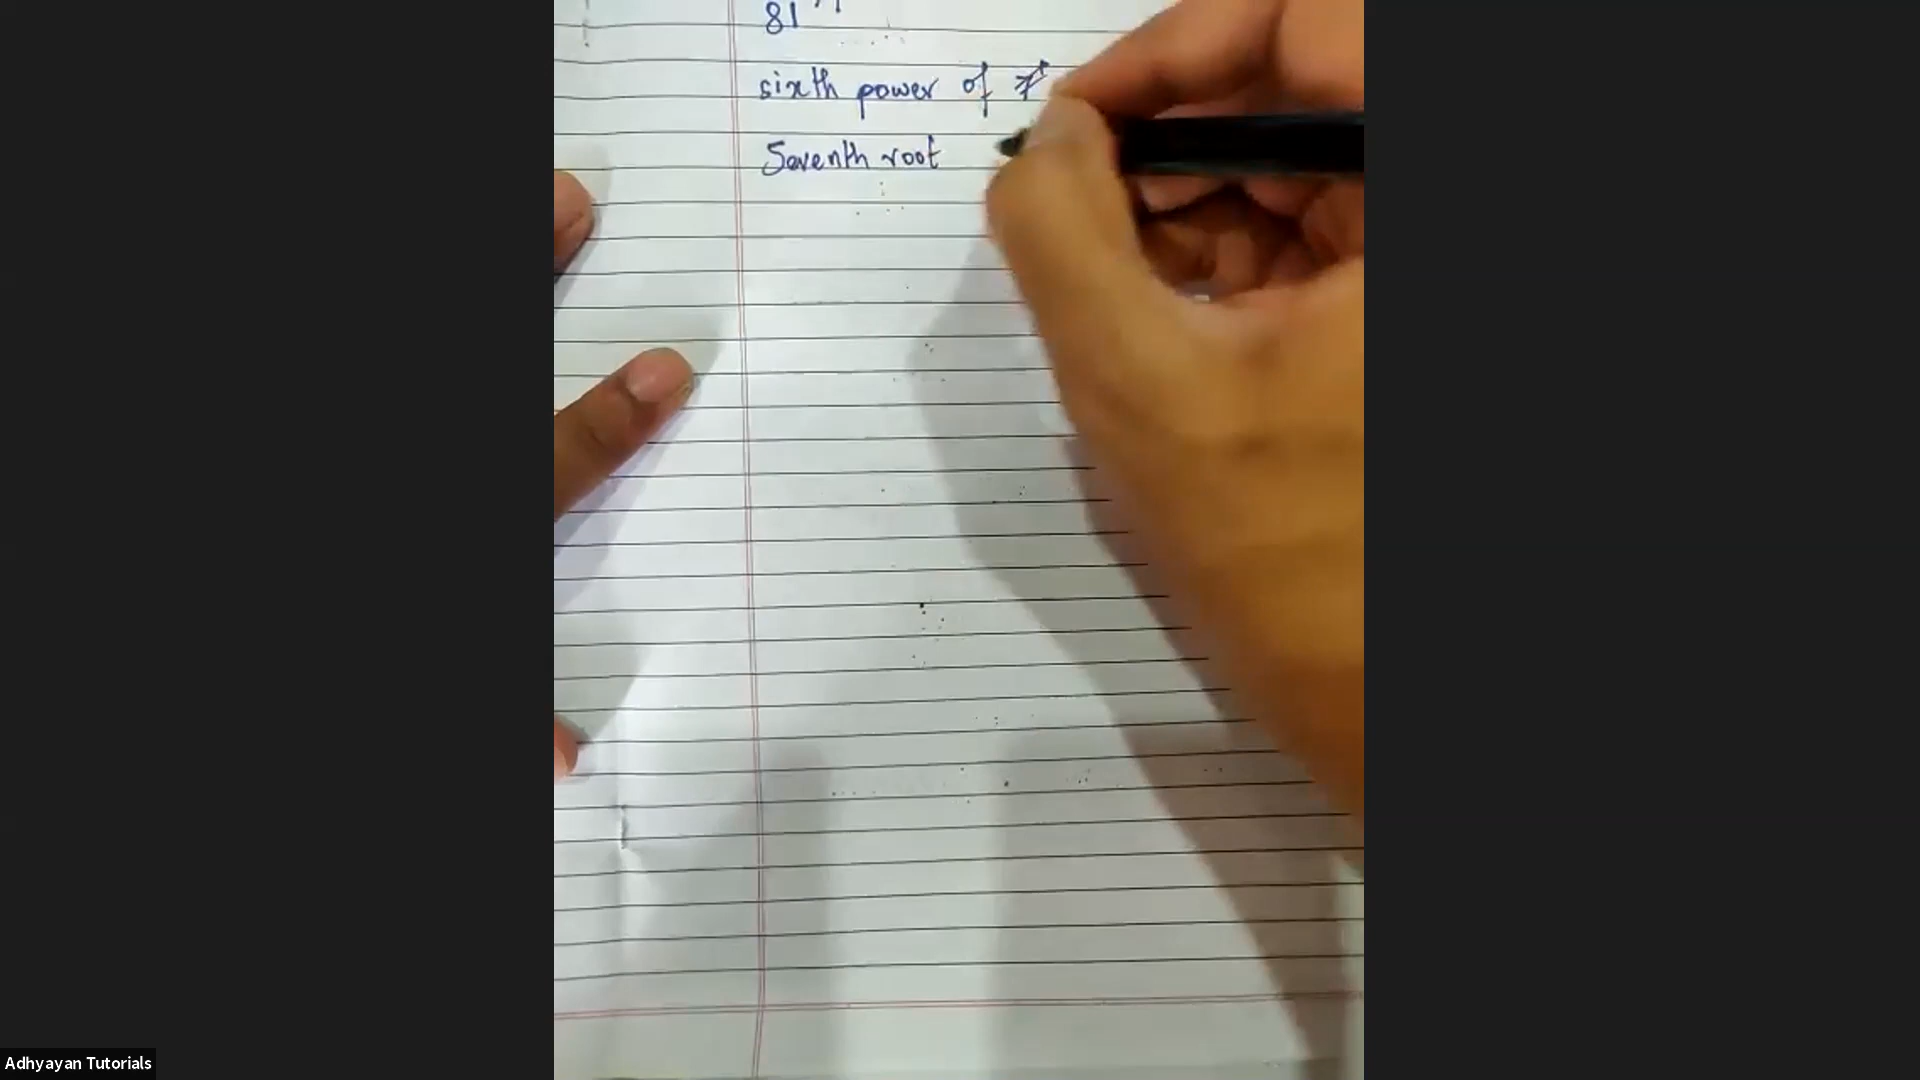 81
sixth power of
Seventh root
Adhyayan Tutorials